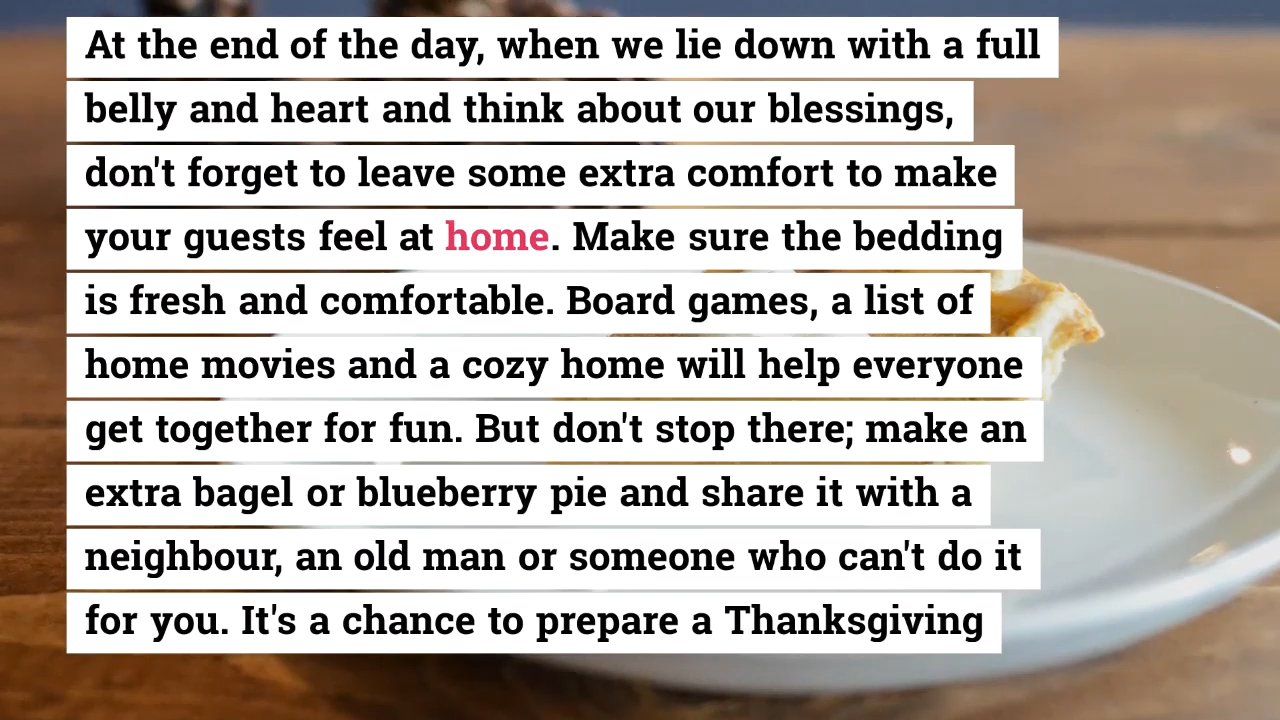 At the end of the day, when we lie down with a full
belly and heart and think about our blessings,
don't forget to leave some extra comfort to make
your guests feel at home. Make sure the bedding
is fresh and comfortable. Board games, a list of
home movies and a cozy home will help everyone
get together for fun. But don't stop there; make an
extra bagel or blueberry pie and share it with a
neighbour, an old man or someone who can't do it
for you. It's a chance to prepare a Thanksgiving